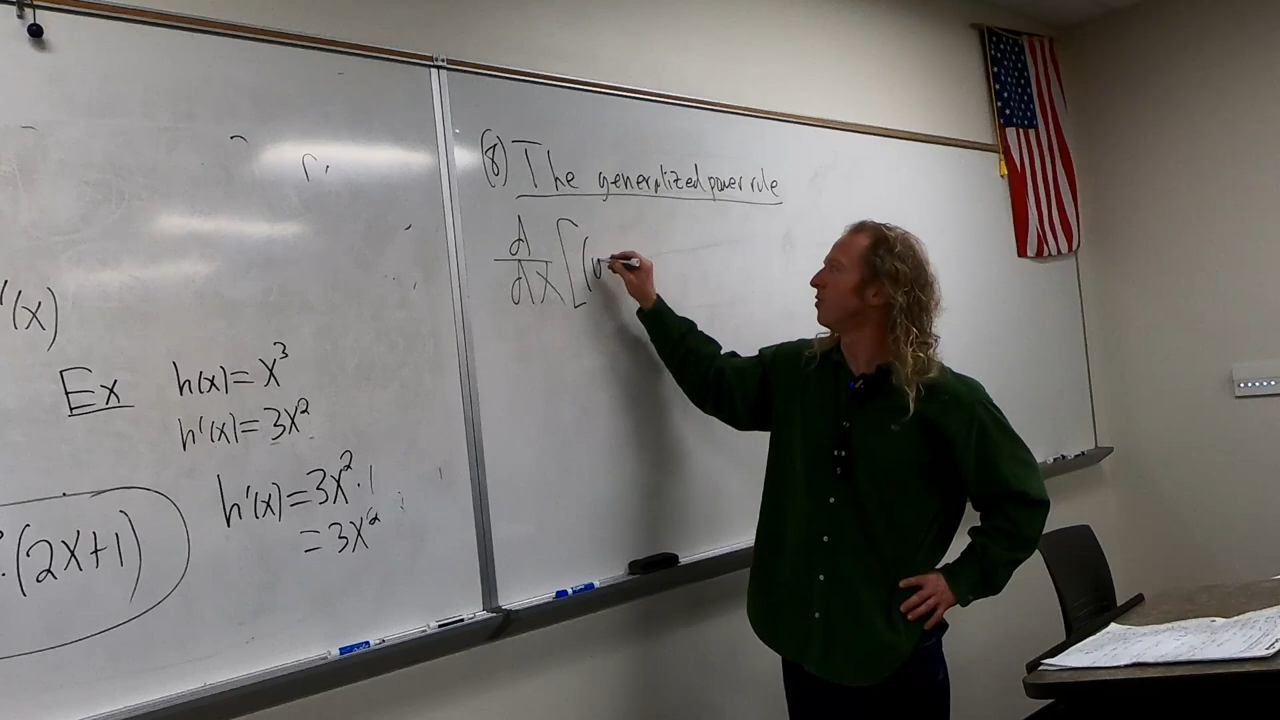 '(x)
Ex h(x)=x³
h'(x)=3x²
h'(x)=3x²·1
=3x²
·(2x+1)
(8) The generalized power rule
d/dx [(